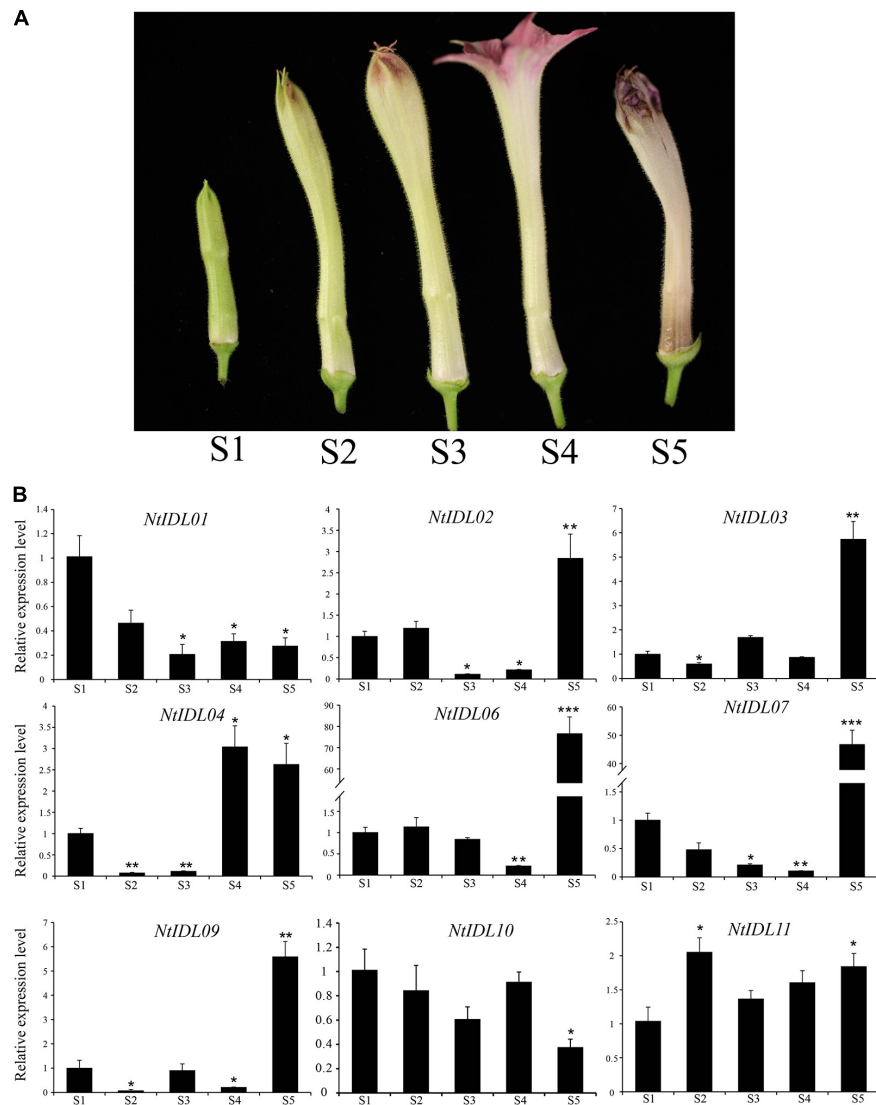 A
S1 S2 S3 S4 S5
B
NtIDL01 NtIDL02 NtIDL03
Relative expression level
1.4 1.2 1 0.8 0.6 0.4 0.2 0
* * *
S1 S2 S3 S4 S5
4 3.5 3 2.5 2 1.5 1 0.5 0
* * **
S1 S2 S3 S4 S5
7 6 5 4 3 2 1 0
* **
S1 S2 S3 S4 S5
NtIDL04 NtIDL06 NtIDL07
Relative expression level
4 3.5 3 2.5 2 1.5 1 0.5 0
** ** * *
S1 S2 S3 S4 S5
90 80 70 60 1.5 1 0.5 0
** ***
S1 S2 S3 S4 S5
60 50 40 1.5 1 0.5 0
* ** ***
S1 S2 S3 S4 S5
NtIDL09 NtIDL10 NtIDL11
Relative expression level
7 6 5 4 3 2 1 0
* * **
S1 S2 S3 S4 S5
1.4 1.2 1 0.8 0.6 0.4 0.2 0
*
S1 S2 S3 S4 S5
2.5 2 1.5 1 0.5 0
* *
S1 S2 S3 S4 S5